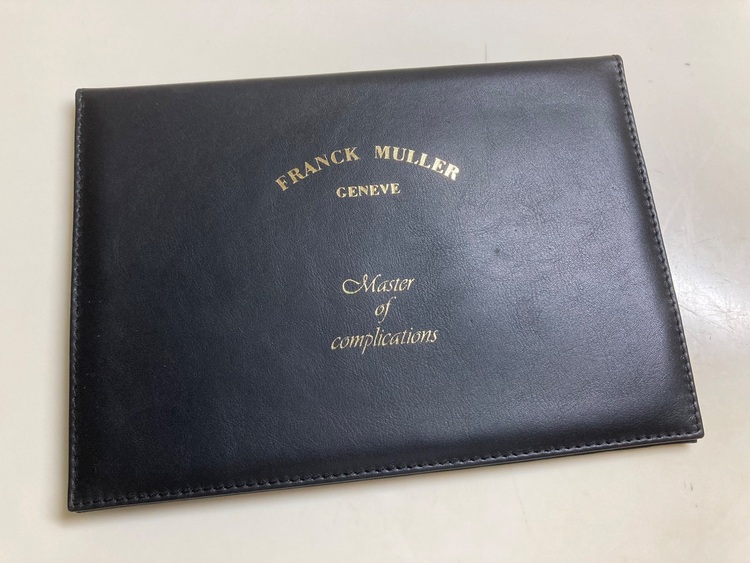 FRANCK MULLER
GENEVE
Master
of
complications